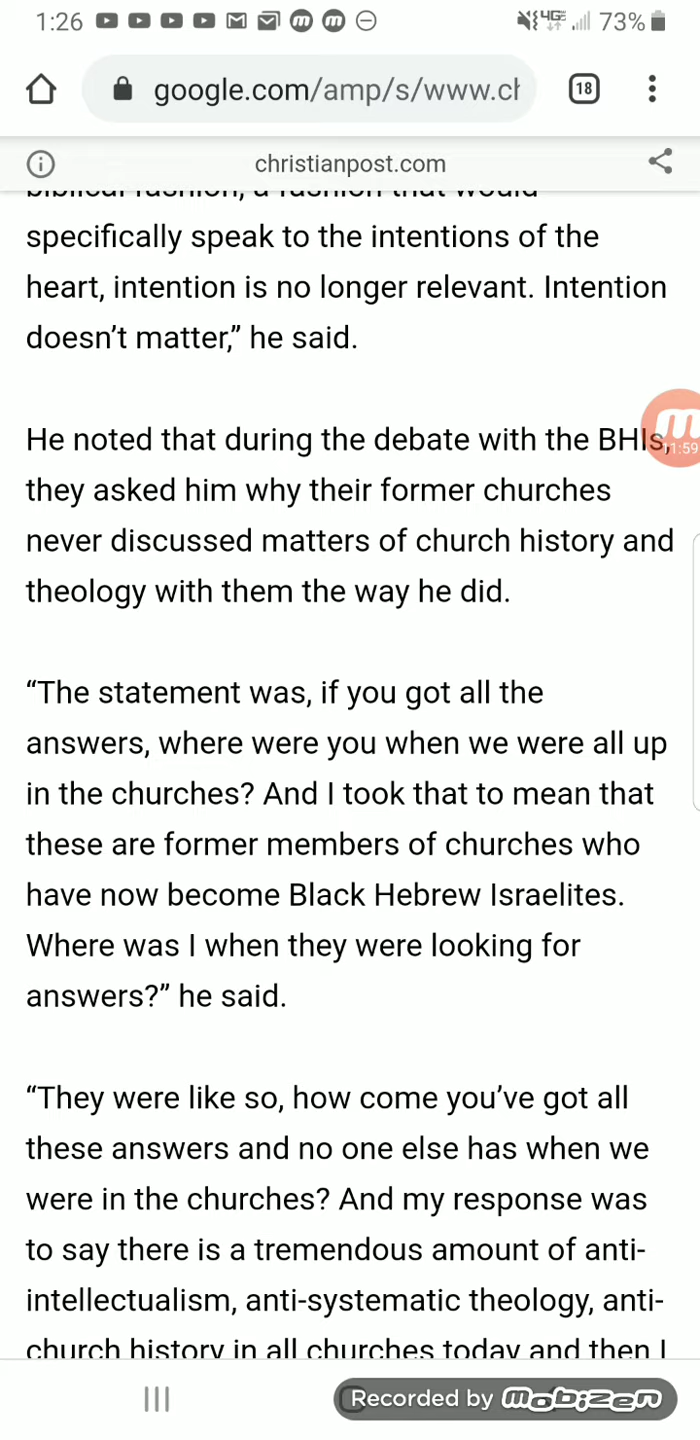 1:26
4GE
73%
google.com/amp/s/www.ch
18
christianpost.com
biblical fashion, a fashion that would
specifically speak to the intentions of the
heart, intention is no longer relevant. Intention
doesn’t matter,” he said.
He noted that during the debate with the BHIs,
11:59
they asked him why their former churches
never discussed matters of church history and
theology with them the way he did.
“The statement was, if you got all the
answers, where were you when we were all up
in the churches? And I took that to mean that
these are former members of churches who
have now become Black Hebrew Israelites.
Where was I when they were looking for
answers?” he said.
“They were like so, how come you’ve got all
these answers and no one else has when we
were in the churches? And my response was
to say there is a tremendous amount of anti-
intellectualism, anti-systematic theology, anti-
church history in all churches today and then I
Recorded by mobizen